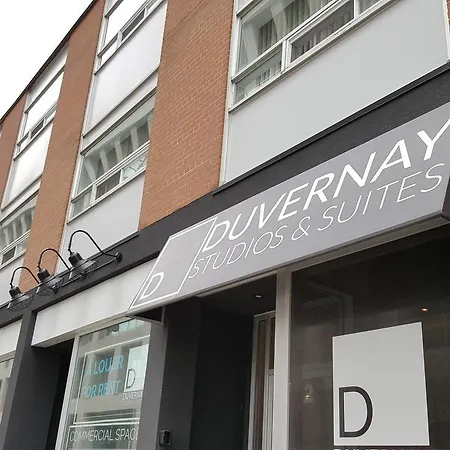 D
DUVERNAY
STUDIOS & SUITES
À LOUER
FOR RENT
D
DUVERNAY
COMMERCIAL SPACE
D